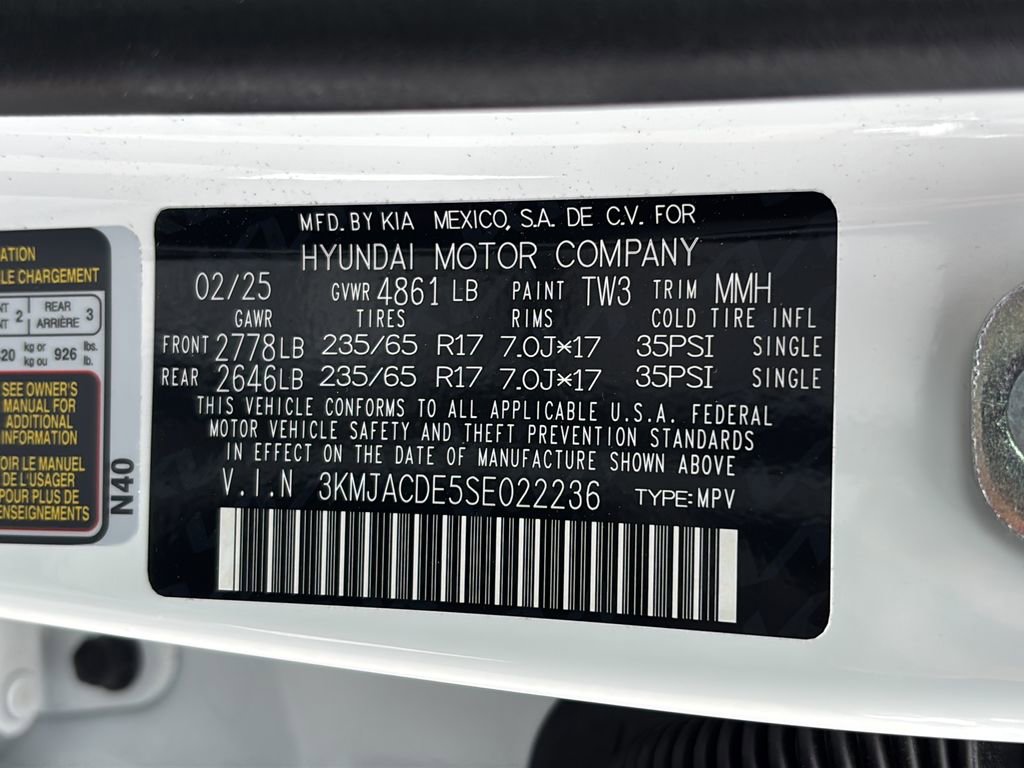 MFD. BY KIA MEXICO, S.A. DE C.V. FOR
HYUNDAI MOTOR COMPANY
02/25 GVWR 4861 LB PAINT TW3 TRIM MMH
GAWR TIRES RIMS COLD TIRE INFL
FRONT 2778LB 235/65 R17 7.0J×17 35PSI SINGLE
REAR 2646LB 235/65 R17 7.0J×17 35PSI SINGLE
THIS VEHICLE CONFORMS TO ALL APPLICABLE U.S.A. FEDERAL
MOTOR VEHICLE SAFETY AND THEFT PREVENTION STANDARDS
IN EFFECT ON THE DATE OF MANUFACTURE SHOWN ABOVE
V.I.N 3KMJACDE5SE022236 TYPE:MPV
CHARGEMENT
2 REAR 3
ARRIÈRE
kg or 926 lbs.
kg ou lb.
SEE OWNER'S
MANUAL FOR
ADDITIONAL
INFORMATION
LE MANUEL
DE L'USAGER
POUR PLUS DE
N40